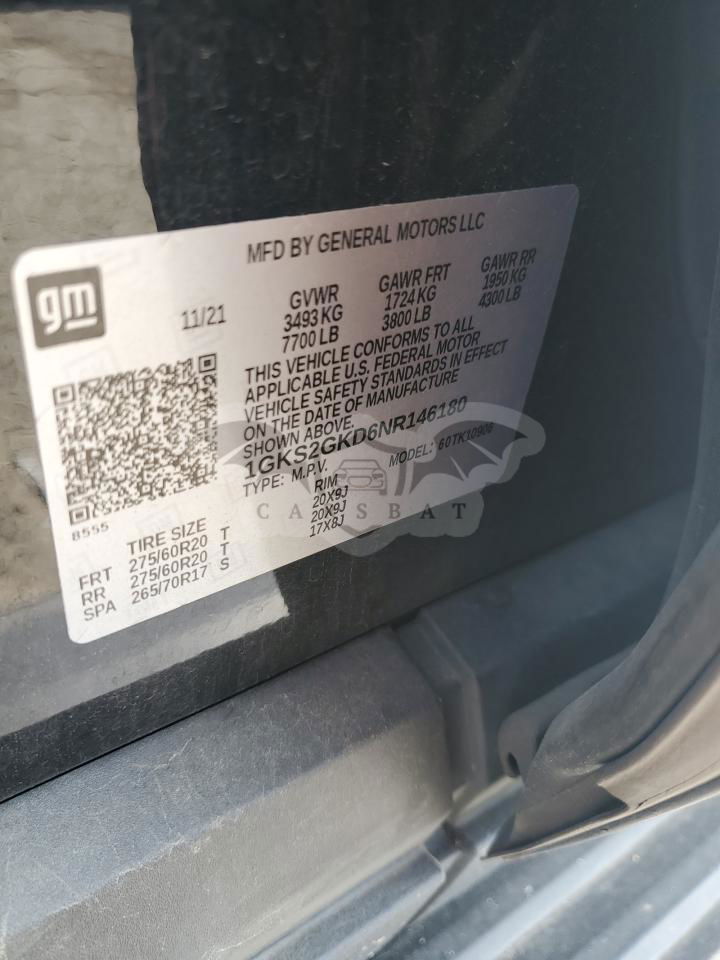 MFD BY GENERAL MOTORS LLC
gm
11/21
GVWR GAWR FRT GAWR RR
3493 KG 1724 KG 1950 KG
7700 LB 3800 LB 4300 LB
THIS VEHICLE CONFORMS TO ALL
APPLICABLE U.S. FEDERAL MOTOR
VEHICLE SAFETY STANDARDS IN EFFECT
ON THE DATE OF MANUFACTURE
SHOWN ABOVE.
1GKS2GKD6NR146180
TYPE: M.P.V. MODEL: 60TK10906
8555
TIRE SIZE RIM
FRT 275/60R20 T 20X9J
RR 275/60R20 T 20X9J
SPA 265/70R17 S 17X8J
CARSBAT